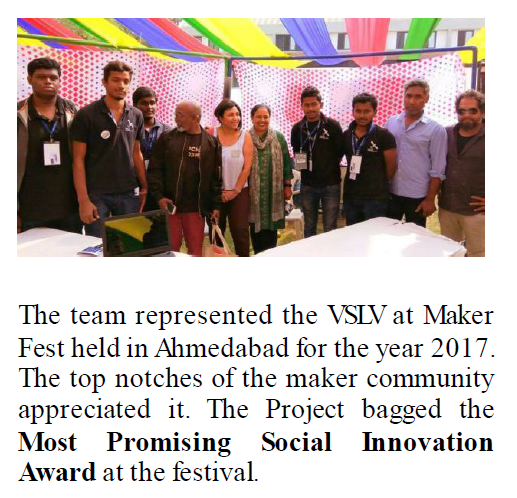 The team represented the VSLV at Maker
Fest held in Ahmedabad for the year 2017.
The top notches of the maker community
appreciated it. The Project bagged the
Most Promising Social Innovation
Award at the festival.